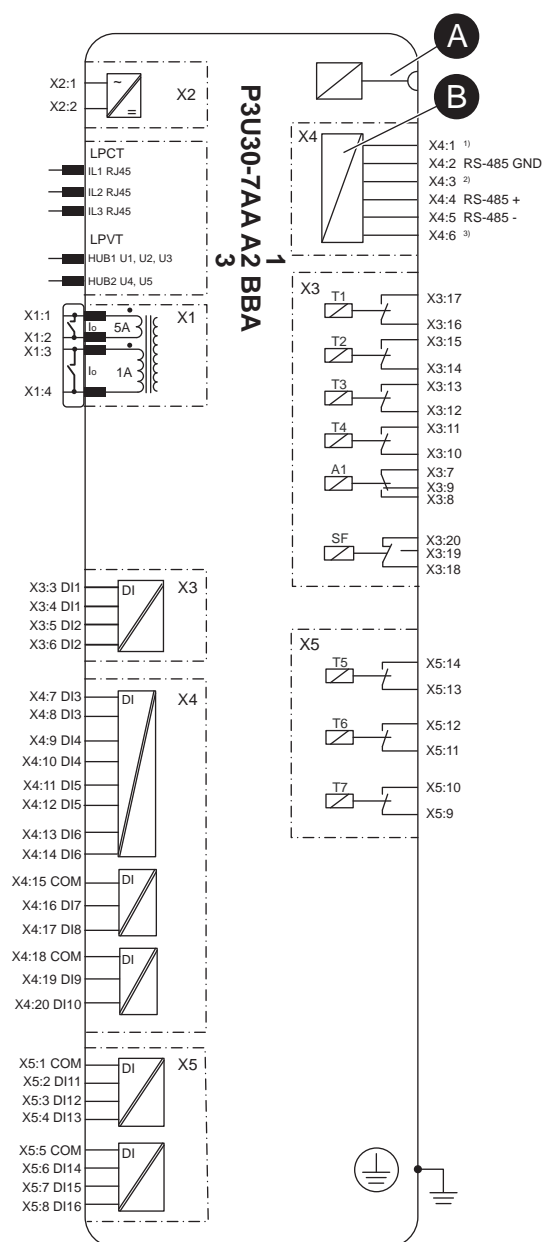 A
B
X2:1
X2:2
~
=
X2
LPCT
IL1 RJ45
IL2 RJ45
IL3 RJ45
LPVT
HUB1 U1, U2, U3
HUB2 U4, U5
X1:1
X1:2
X1:3
X1:4
Io
5A
Io
1A
X1
P3U30-7AA A2 BBA
1
3
X4
X4:1 1)
X4:2 RS-485 GND
X4:3 2)
X4:4 RS-485 +
X4:5 RS-485 -
X4:6 3)
X3
T1
X3:17
X3:16
T2
X3:15
X3:14
T3
X3:13
X3:12
T4
X3:11
X3:10
A1
X3:7
X3:9
X3:8
SF
X3:20
X3:19
X3:18
X3:3 DI1
X3:4 DI1
X3:5 DI2
X3:6 DI2
DI
X3
X5
T5
X5:14
X5:13
T6
X5:12
X5:11
T7
X5:10
X5:9
X4:7 DI3
X4:8 DI3
X4:9 DI4
X4:10 DI4
X4:11 DI5
X4:12 DI5
X4:13 DI6
X4:14 DI6
DI
X4
X4:15 COM
X4:16 DI7
X4:17 DI8
DI
X4:18 COM
X4:19 DI9
X4:20 DI10
DI
X5:1 COM
X5:2 DI11
X5:3 DI12
X5:4 DI13
DI
X5
X5:5 COM
X5:6 DI14
X5:7 DI15
X5:8 DI16
DI